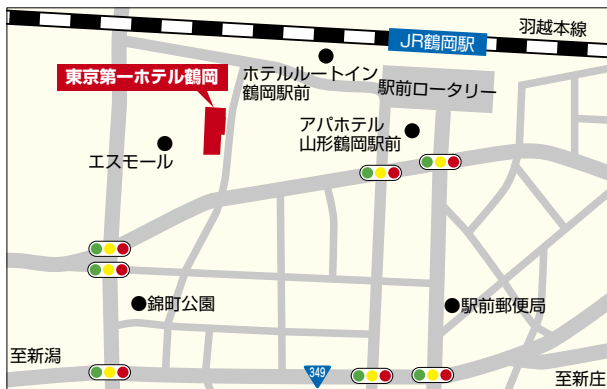 羽越本線
JR鶴岡駅
東京第一ホテル鶴岡
ホテルルートイン
鶴岡駅前
駅前ロータリー
アパホテル
山形鶴岡駅前
エスモール
錦町公園
駅前郵便局
至新潟
349
至新庄